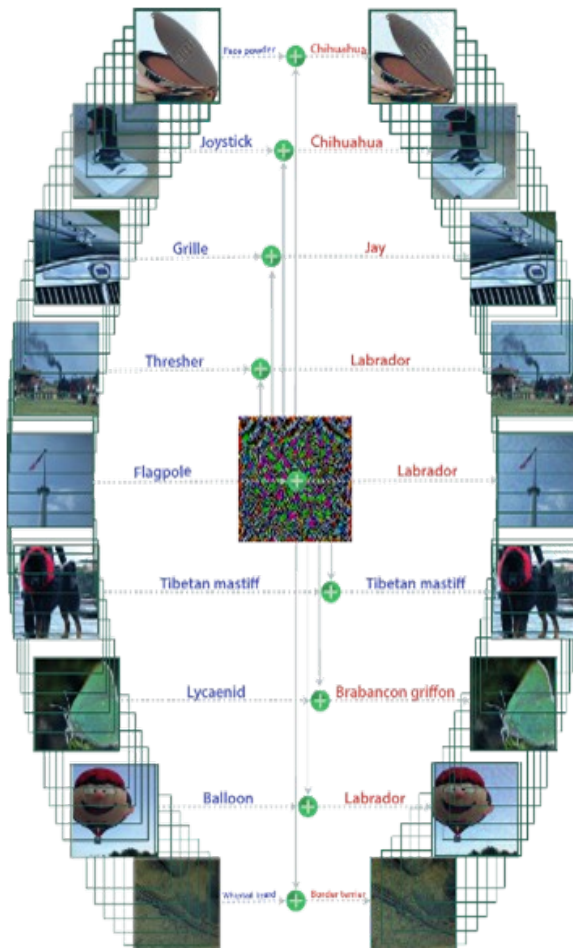 Face powder Chihuahua
Joystick Chihuahua
Grille Jay
Thresher Labrador
Flagpole Labrador
Tibetan mastiff Tibetan mastiff
Lycaenid Brabancon griffon
Balloon Labrador
Border terrier